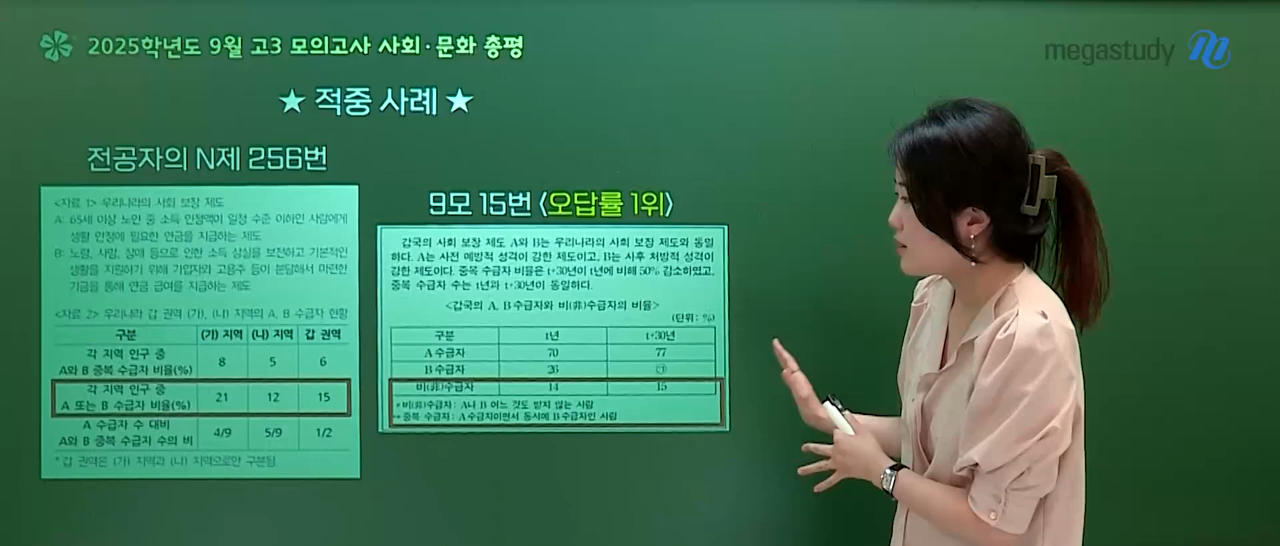 2025학년도 9월 고3 모의고사 사회·문화 총평
megastudy
★ 적중 사례 ★
전공자의 N제 256번
<자료 1> 우리나라의 사회 보장 제도
A: 65세 이상 노인 중 소득 인정액이 일정 수준 이하인 사람에게
생활 안정에 필요한 연금을 지급하는 제도
B: 노령, 사망, 장애 등으로 인한 소득 상실을 보전하고 기본적인
생활을 지원하기 위해 가입자와 고용주 등이 분담해서 마련한
기금을 통해 연금 급여를 지급하는 제도
<자료 2> 우리나라 갑 권역 (가), (나) 지역의 A, B 수급자 현황
구분 (가) 지역 (나) 지역 갑 권역
각 지역 인구 중
A와 B 중복 수급자 비율(%) 8 5 6
각 지역 인구 중
A 또는 B 수급자 비율(%) 21 12 15
A 수급자 수 대비
A와 B 중복 수급자 수의 비 4/9 5/9 1/2
* 갑 권역은 (가) 지역과 (나) 지역으로만 구분됨
9모 15번 <오답률 1위>
갑국의 사회 보장 제도 A와 B는 우리나라의 사회 보장 제도와 동일
하다. A는 사전 예방적 성격이 강한 제도이고, B는 사후 처방적 성격이
강한 제도이다. 중복 수급자 비율은 t+30년이 t년에 비해 50% 감소하였고,
중복 수급자 수는 t년과 t+30년이 동일하다.
<갑국의 A, B 수급자와 비(非)수급자의 비율>
(단위: %)
구분 t년 t+30년
A 수급자 70 77
B 수급자 26 ㉠
비(非)수급자 14 15
* 비(非)수급자: A나 B 어느 것도 받지 않는 사람
** 중복 수급자: A 수급자이면서 동시에 B 수급자인 사람